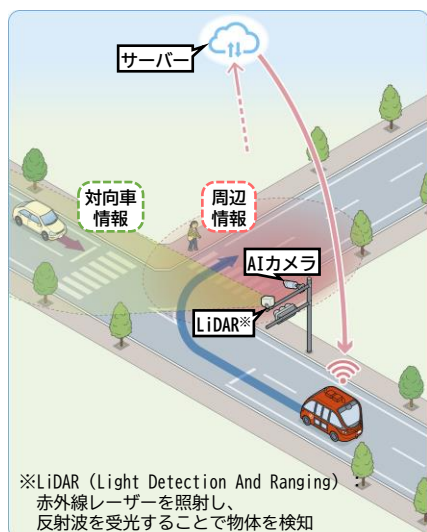 サーバー
対向車
情報
周辺
情報
AIカメラ
LiDAR※
※LiDAR (Light Detection And Ranging) :
赤外線レーザーを照射し、
反射波を受光することで物体を検知